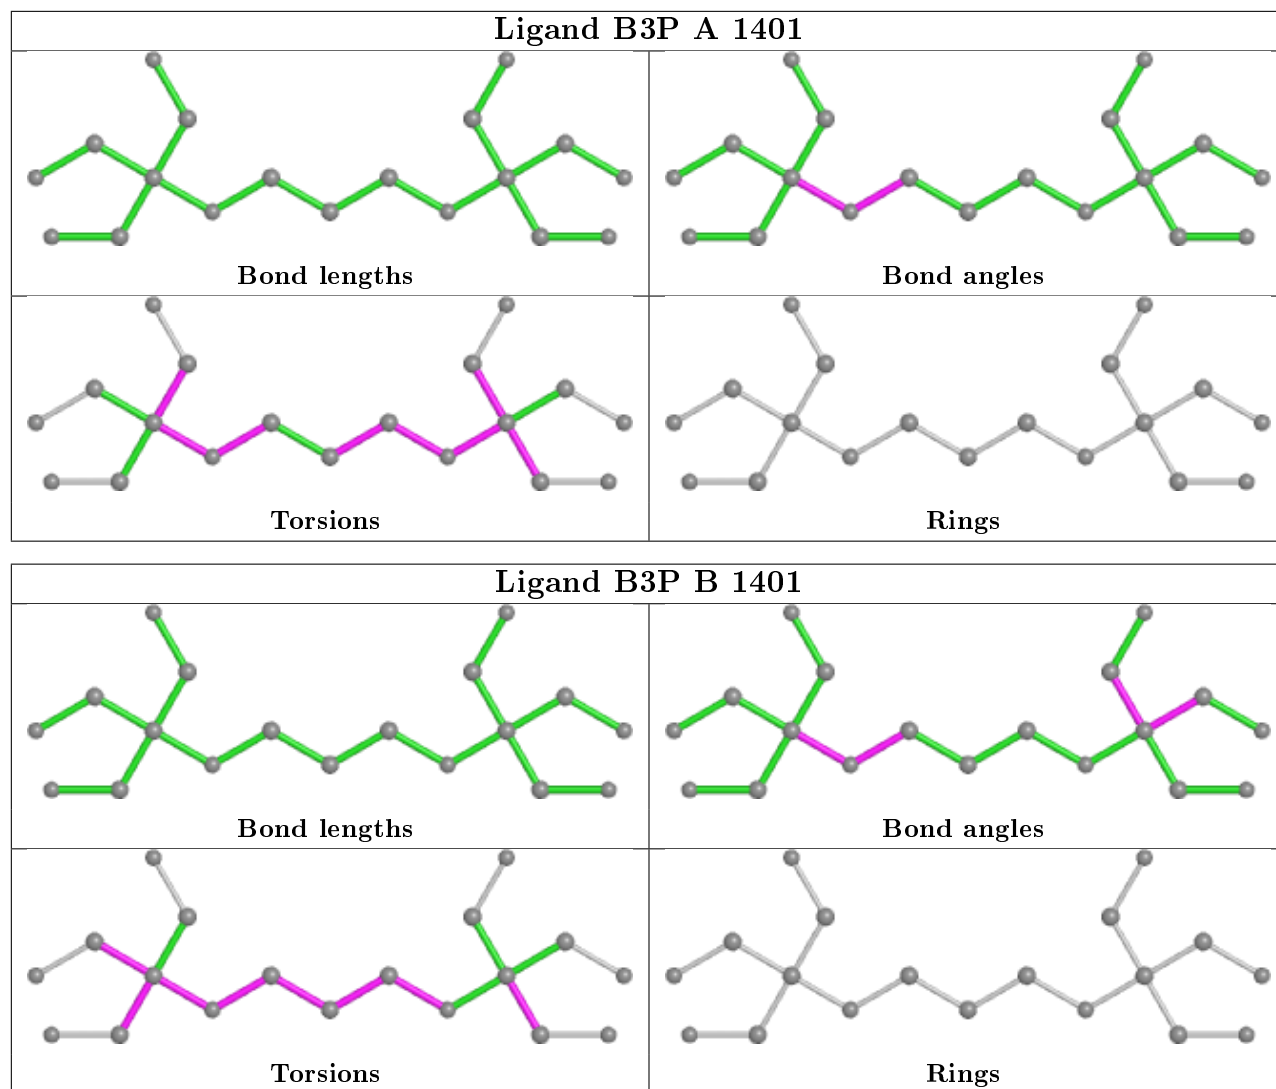 Ligand B3P A 1401
Bond lengths
Bond angles
Torsions
Rings
Ligand B3P B 1401
Bond lengths
Bond angles
Torsions
Rings